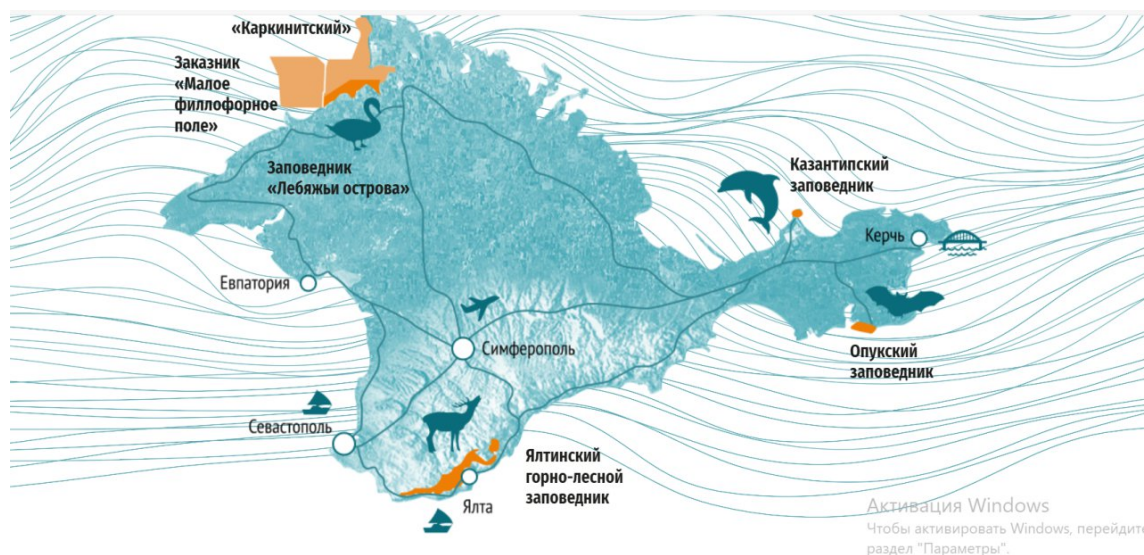 «Каркинитский»
Заказник
«Малое
филлофорное
поле»
Заповедник
«Лебяжьи острова»
Казантипский
заповедник
Керчь
Евпатория
Симферополь
Опукский
заповедник
Севастополь
Ялтинский
горно-лесной
заповедник
Ялта
Активация Windows
Чтобы активировать Windows, перейдите
раздел "Параметры".